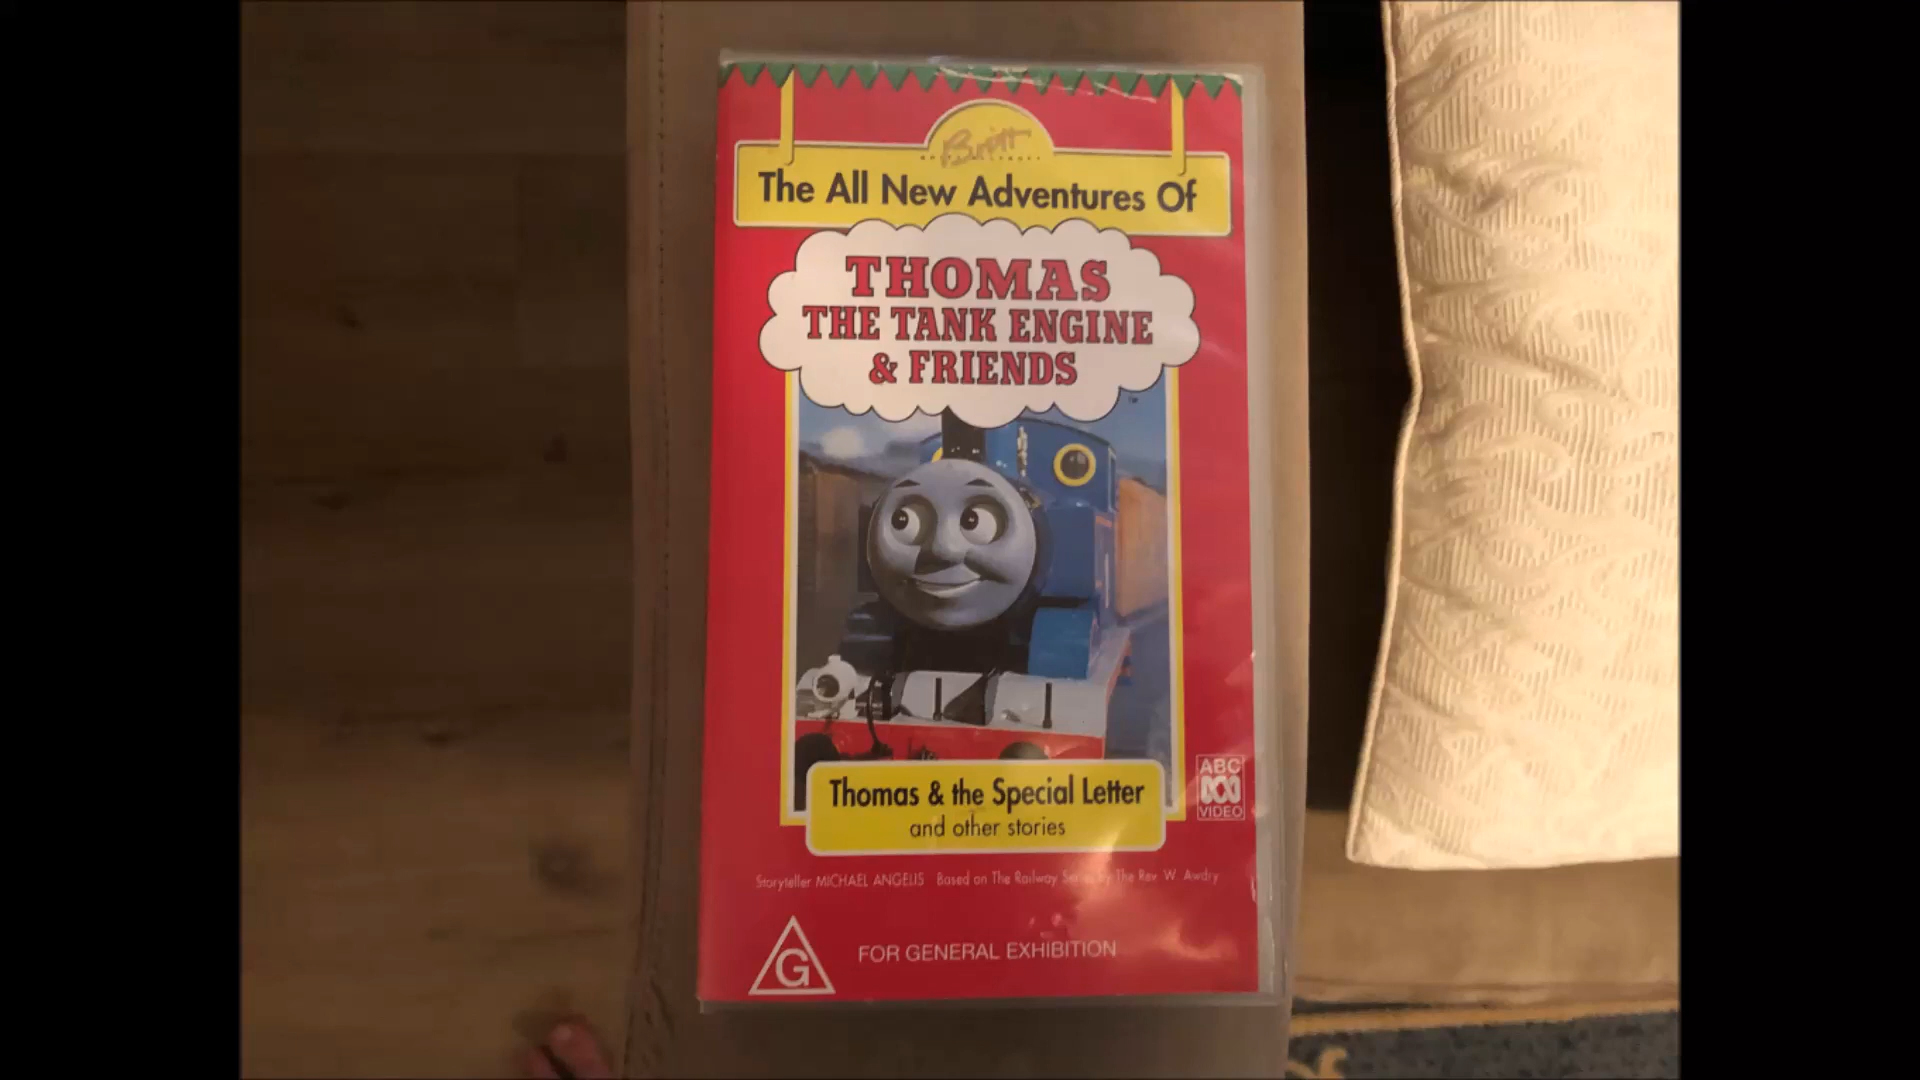 Britt
The All New Adventures Of
THOMAS
THE TANK ENGINE
& FRIENDS
TM
Thomas & the Special Letter
and other stories
ABC
VIDEO
Storyteller MICHAEL ANGELIS Based on The Railway Series by The Rev. W. Awdry
G
FOR GENERAL EXHIBITION